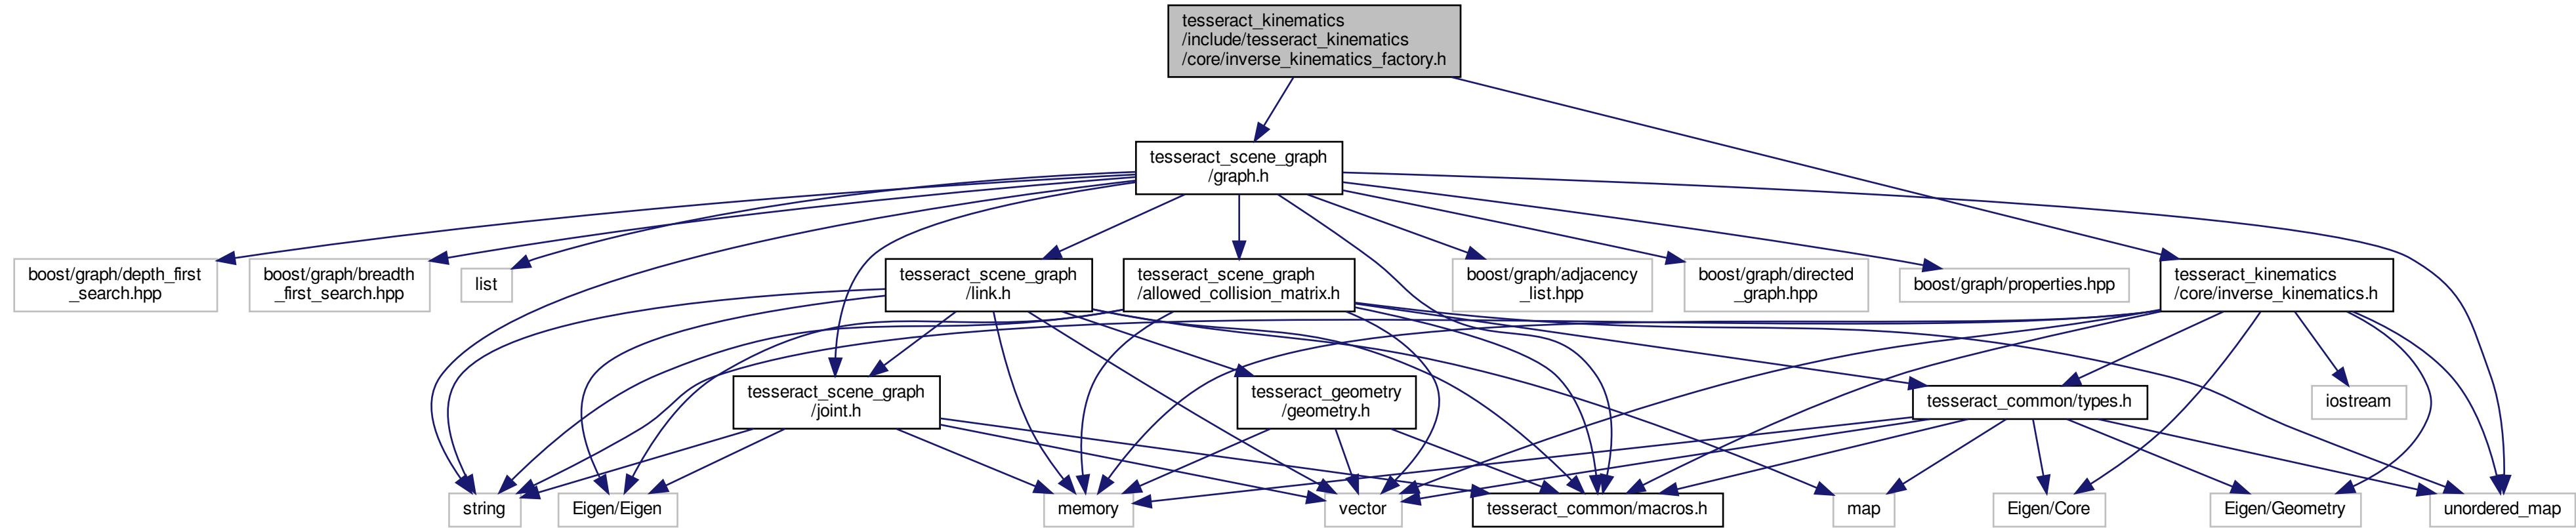 tesseract_kinematics
/include/tesseract_kinematics
/core/inverse_kinematics_factory.h
tesseract_scene_graph
/graph.h
boost/graph/depth_first
_search.hpp
boost/graph/breadth
_first_search.hpp
list
tesseract_scene_graph
/link.h
tesseract_scene_graph
/allowed_collision_matrix.h
boost/graph/adjacency
_list.hpp
boost/graph/directed
_graph.hpp
boost/graph/properties.hpp
tesseract_kinematics
/core/inverse_kinematics.h
tesseract_scene_graph
/joint.h
tesseract_geometry
/geometry.h
tesseract_common/types.h
iostream
string
Eigen/Eigen
memory
vector
tesseract_common/macros.h
map
Eigen/Core
Eigen/Geometry
unordered_map